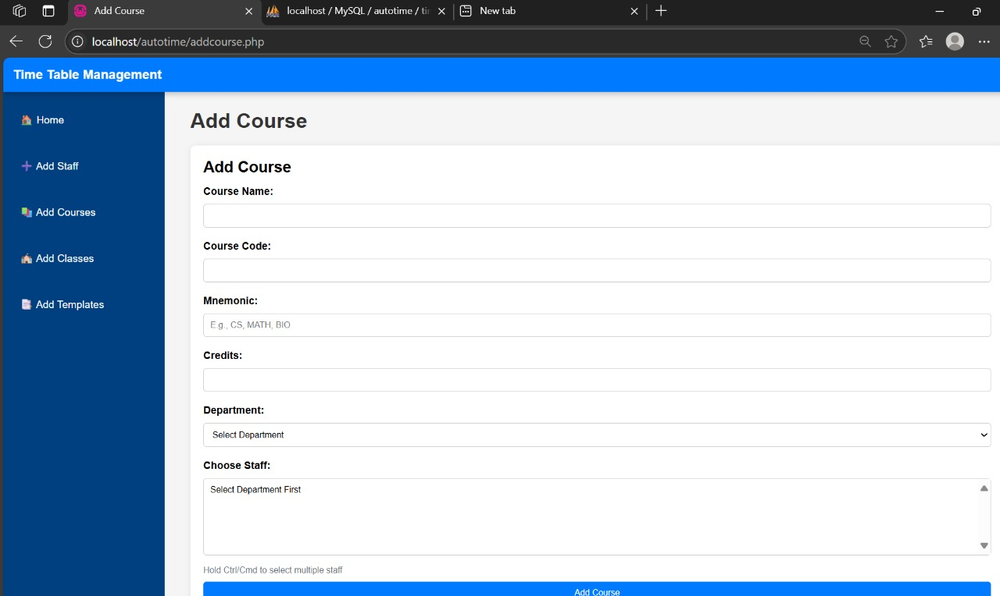 Add Course
localhost / MySQL / autotime / tir
New tab
localhost/autotime/addcourse.php
Time Table Management
Home
Add Staff
Add Courses
Add Classes
Add Templates
Add Course
Add Course
Course Name:
Course Code:
Mnemonic:
E.g., CS, MATH, BIO
Credits:
Department:
Select Department
Choose Staff:
Select Department First
Hold Ctrl/Cmd to select multiple staff
Add Course